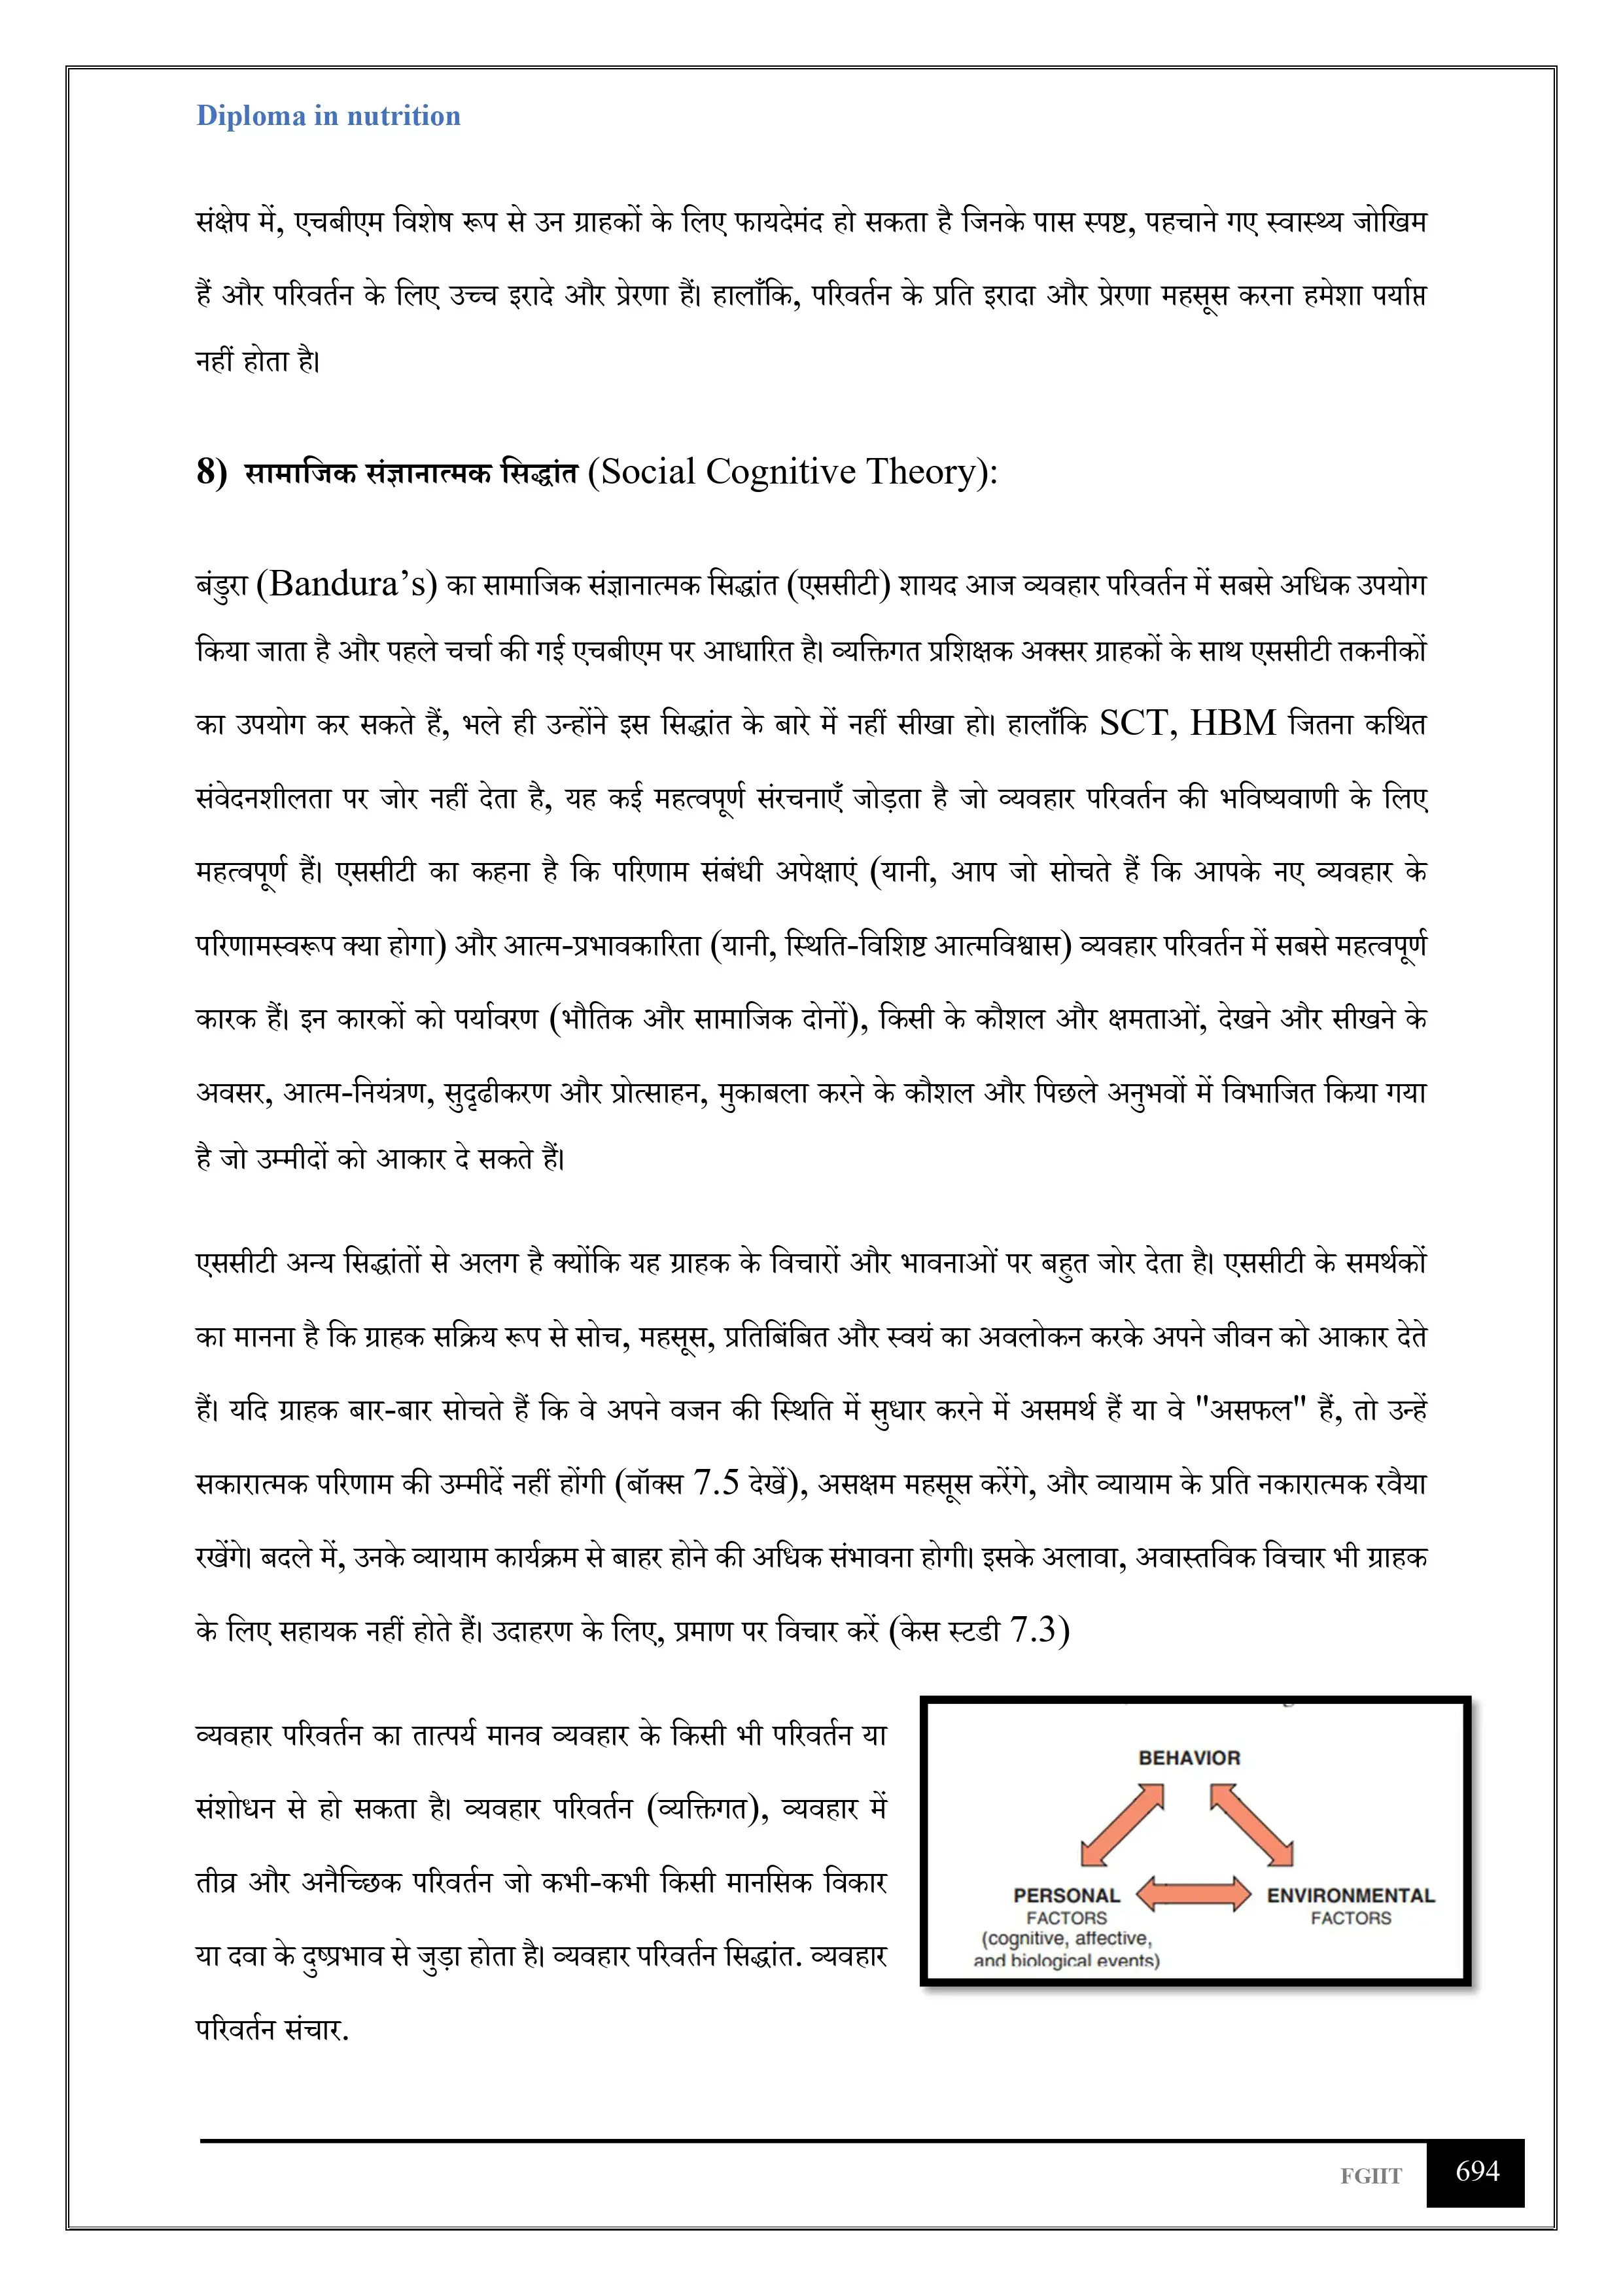 Diploma in nutrition
संक्षेप में, एचबीएम विशेष रूप से उन ग्राहकों के लिए फायदेमंद हो सकता है जिनके पास स्पष्ट, पहचाने गए स्वास्थ्य जोखिम
हैं और परिवर्तन के लिए उच्च इरादे और प्रेरणा हैं। हालाँकि, परिवर्तन के प्रति इरादा और प्रेरणा महसूस करना हमेशा पर्याप्त
नहीं होता है।
8) सामाजिक संज्ञानात्मक सिद्धांत (Social Cognitive Theory):
बंडुरा (Bandura’s) का सामाजिक संज्ञानात्मक सिद्धांत (एससीटी) शायद आज व्यवहार परिवर्तन में सबसे अधिक उपयोग
किया जाता है और पहले चर्चा की गई एचबीएम पर आधारित है। व्यक्तिगत प्रशिक्षक अक्सर ग्राहकों के साथ एससीटी तकनीकों
का उपयोग कर सकते हैं, भले ही उन्होंने इस सिद्धांत के बारे में नहीं सीखा हो। हालाँकि SCT, HBM जितना कथित
संवेदनशीलता पर जोर नहीं देता है, यह कई महत्वपूर्ण संरचनाएँ जोड़ता है जो व्यवहार परिवर्तन की भविष्यवाणी के लिए
महत्वपूर्ण हैं। एससीटी का कहना है कि परिणाम संबंधी अपेक्षाएं (यानी, आप जो सोचते हैं कि आपके नए व्यवहार के
परिणामस्वरूप क्या होगा) और आत्म-प्रभावकारिता (यानी, स्थिति-विशिष्ट आत्मविश्वास) व्यवहार परिवर्तन में सबसे महत्वपूर्ण
कारक हैं। इन कारकों को पर्यावरण (भौतिक और सामाजिक दोनों), किसी के कौशल और क्षमताओं, देखने और सीखने के
अवसर, आत्म-नियंत्रण, सुदृढीकरण और प्रोत्साहन, मुकाबला करने के कौशल और पिछले अनुभवों में विभाजित किया गया
है जो उम्मीदों को आकार दे सकते हैं।
एससीटी अन्य सिद्धांतों से अलग है क्योंकि यह ग्राहक के विचारों और भावनाओं पर बहुत जोर देता है। एससीटी के समर्थकों
का मानना है कि ग्राहक सक्रिय रूप से सोच, महसूस, प्रतिबिंबित और स्वयं का अवलोकन करके अपने जीवन को आकार देते
हैं। यदि ग्राहक बार-बार सोचते हैं कि वे अपने वजन की स्थिति में सुधार करने में असमर्थ हैं या वे "असफल" हैं, तो उन्हें
सकारात्मक परिणाम की उम्मीदें नहीं होंगी (बॉक्स 7.5 देखें), असक्षम महसूस करेंगे, और व्यायाम के प्रति नकारात्मक रवैया
रखेंगे। बदले में, उनके व्यायाम कार्यक्रम से बाहर होने की अधिक संभावना होगी। इसके अलावा, अवास्तविक विचार भी ग्राहक
के लिए सहायक नहीं होते हैं। उदाहरण के लिए, प्रमाण पर विचार करें (केस स्टडी 7.3)
व्यवहार परिवर्तन का तात्पर्य मानव व्यवहार के किसी भी परिवर्तन या
संशोधन से हो सकता है। व्यवहार परिवर्तन (व्यक्तिगत), व्यवहार में
तीव्र और अनैच्छिक परिवर्तन जो कभी-कभी किसी मानसिक विकार
या दवा के दुष्प्रभाव से जुड़ा होता है। व्यवहार परिवर्तन सिद्धांत. व्यवहार
परिवर्तन संचार.
BEHAVIOR
PERSONAL
FACTORS
(cognitive, affective,
and biological events)
ENVIRONMENTAL
FACTORS
FGIIT
694